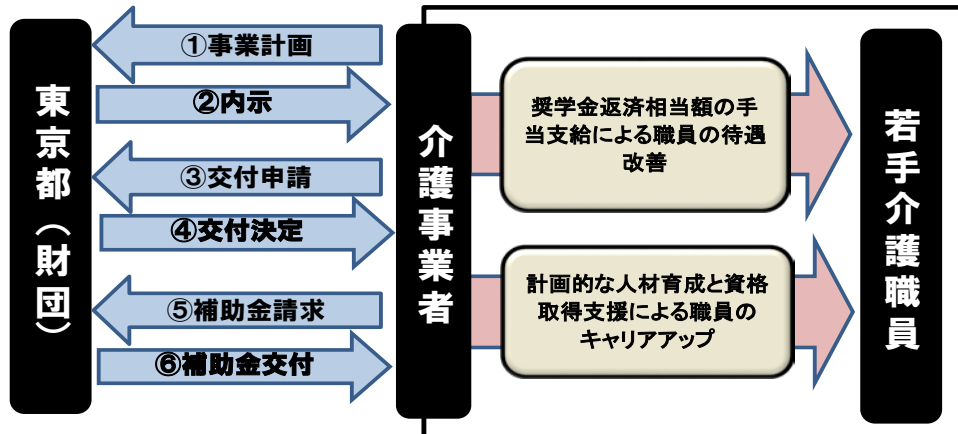 東京都（財団）
①事業計画
②内示
③交付申請
④交付決定
⑤補助金請求
⑥補助金交付
介護事業者
奨学金返済相当額の手
当支給による職員の待遇
改善
計画的な人材育成と資格
取得支援による職員の
キャリアアップ
若手介護職員